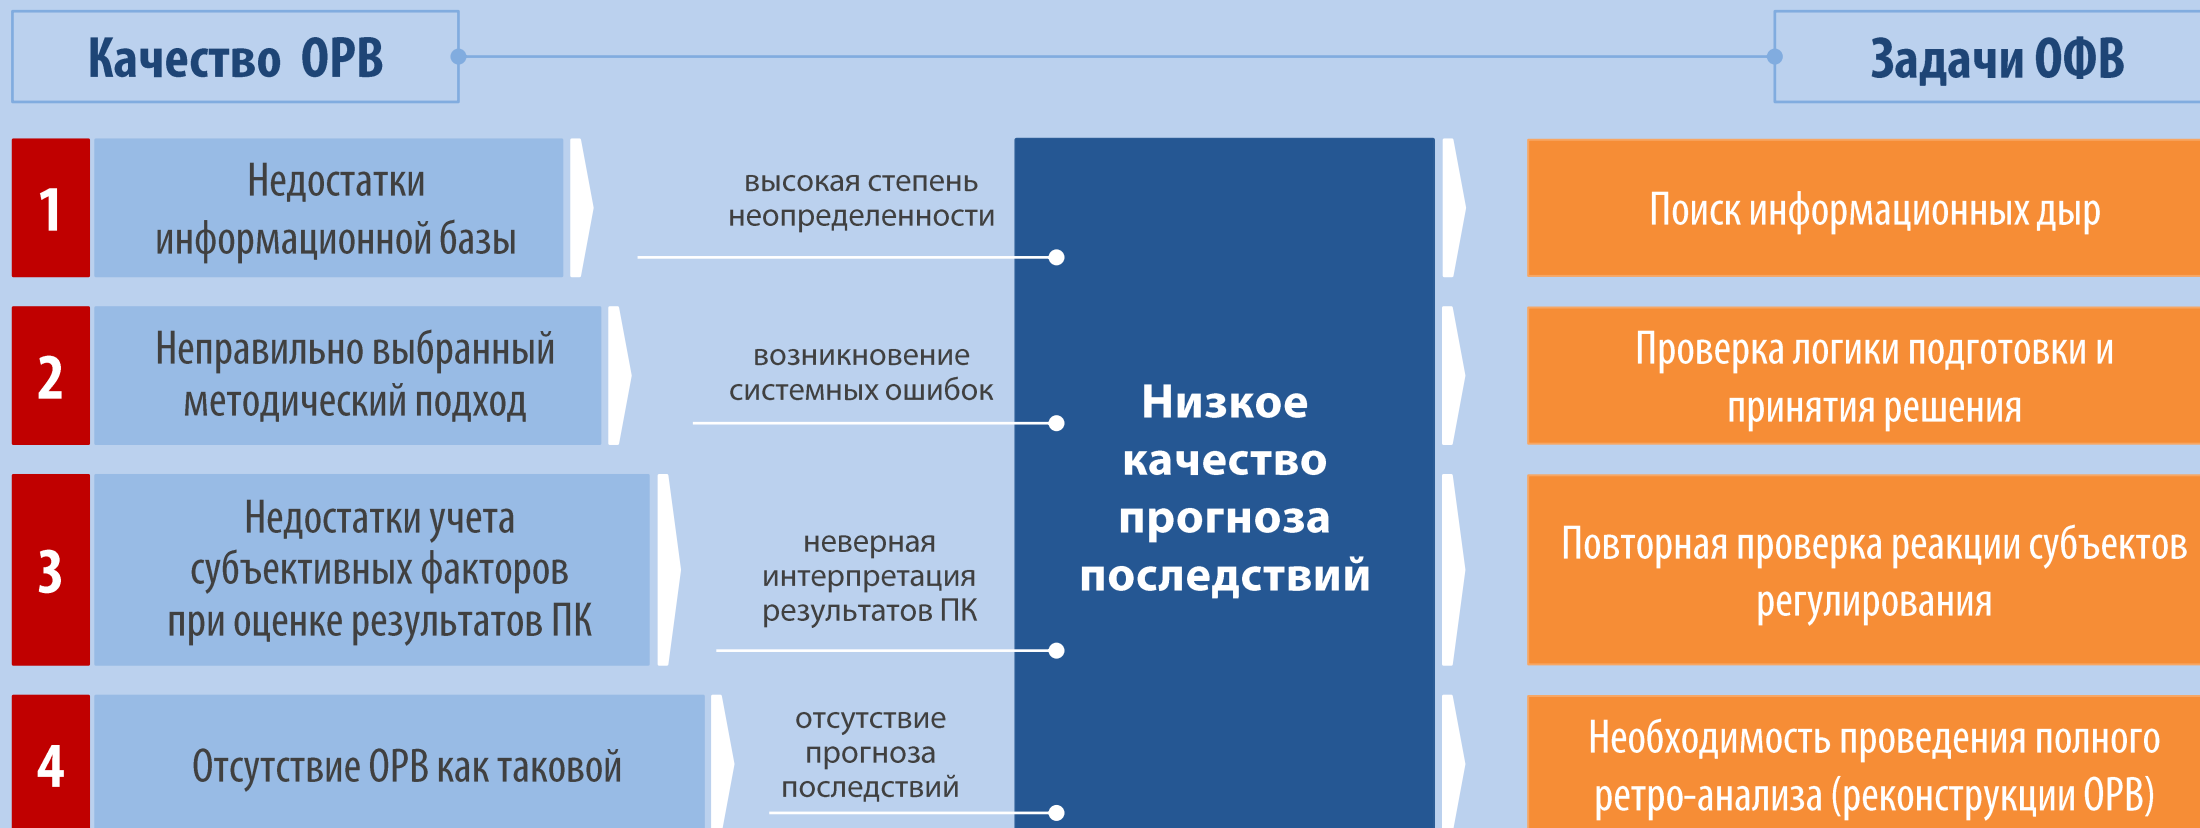 Качество ОРВ
Задачи ОФВ
1
Недостатки
информационной базы
высокая степень
неопределенности
Поиск информационных дыр
2
Неправильно выбранный
методический подход
возникновение
системных ошибок
Проверка логики подготовки и
принятия решения
Низкое
качество
прогноза
последствий
3
Недостатки учета
субъективных факторов
при оценке результатов ПК
неверная
интерпретация
результатов ПК
Повторная проверка реакции субъектов
регулирования
4
Отсутствие ОРВ как таковой
отсутствие
прогноза
последствий
Необходимость проведения полного
ретро-анализа (реконструкции ОРВ)